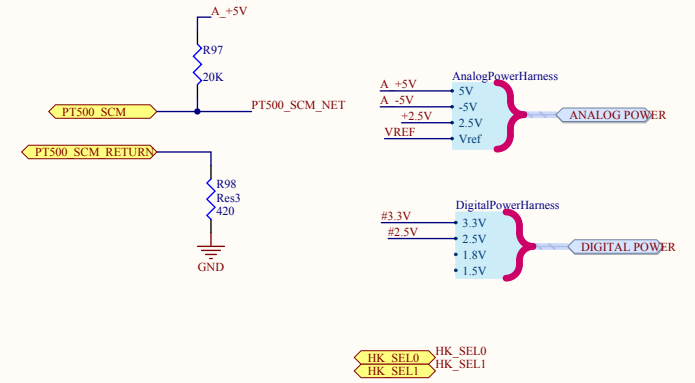 A_+5V
R97
20K
PT500_SCM
PT500_SCM_NET
PT500_SCM_RETURN
R98
Res3
420
GND
AnalogPowerHarness
A_+5V
5V
A_-5V
-5V
+2.5V
2.5V
VREF
Vref
ANALOG POWER
DigitalPowerHarness
#3.3V
3.3V
#2.5V
2.5V
1.8V
1.5V
DIGITAL POWER
HK_SEL0
HK_SEL0
HK_SEL1
HK_SEL1